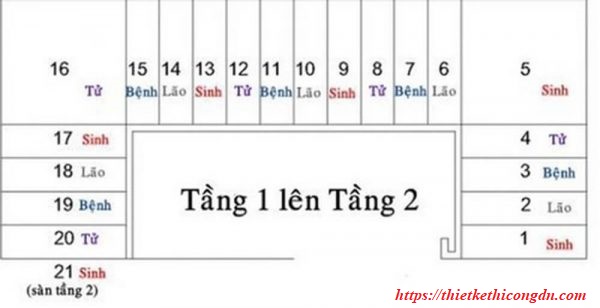 16 Tử
15 Bệnh
14 Lão
13 Sinh
12 Tử
11 Bệnh
10 Lão
9 Sinh
8 Tử
7 Bệnh
6 Lão
5 Sinh
17 Sinh
4 Tử
18 Lão
3 Bệnh
19 Bệnh
2 Lão
20 Tử
1 Sinh
Tầng 1 lên Tầng 2
21 Sinh
(sàn tầng 2)
https://thietkethicongdn.com/